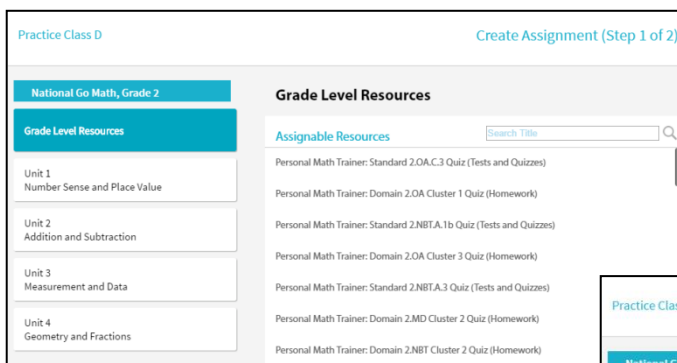 Practice Class D
Create Assignment (Step 1 of 2)
National Go Math, Grade 2
Grade Level Resources
Unit 1
Number Sense and Place Value
Unit 2
Addition and Subtraction
Unit 3
Measurement and Data
Unit 4
Geometry and Fractions
Grade Level Resources
Assignable Resources
Search Title
Personal Math Trainer: Standard 2.OA.C.3 Quiz (Tests and Quizzes)
Personal Math Trainer: Domain 2.OA Cluster 1 Quiz (Homework)
Personal Math Trainer: Standard 2.NBT.A.1b Quiz (Tests and Quizzes)
Personal Math Trainer: Domain 2.OA Cluster 3 Quiz (Homework)
Personal Math Trainer: Standard 2.NBT.A.3 Quiz (Tests and Quizzes)
Personal Math Trainer: Domain 2.MD Cluster 2 Quiz (Homework)
Personal Math Trainer: Domain 2.NBT Cluster 2 Quiz (Homework)
Practice Clas